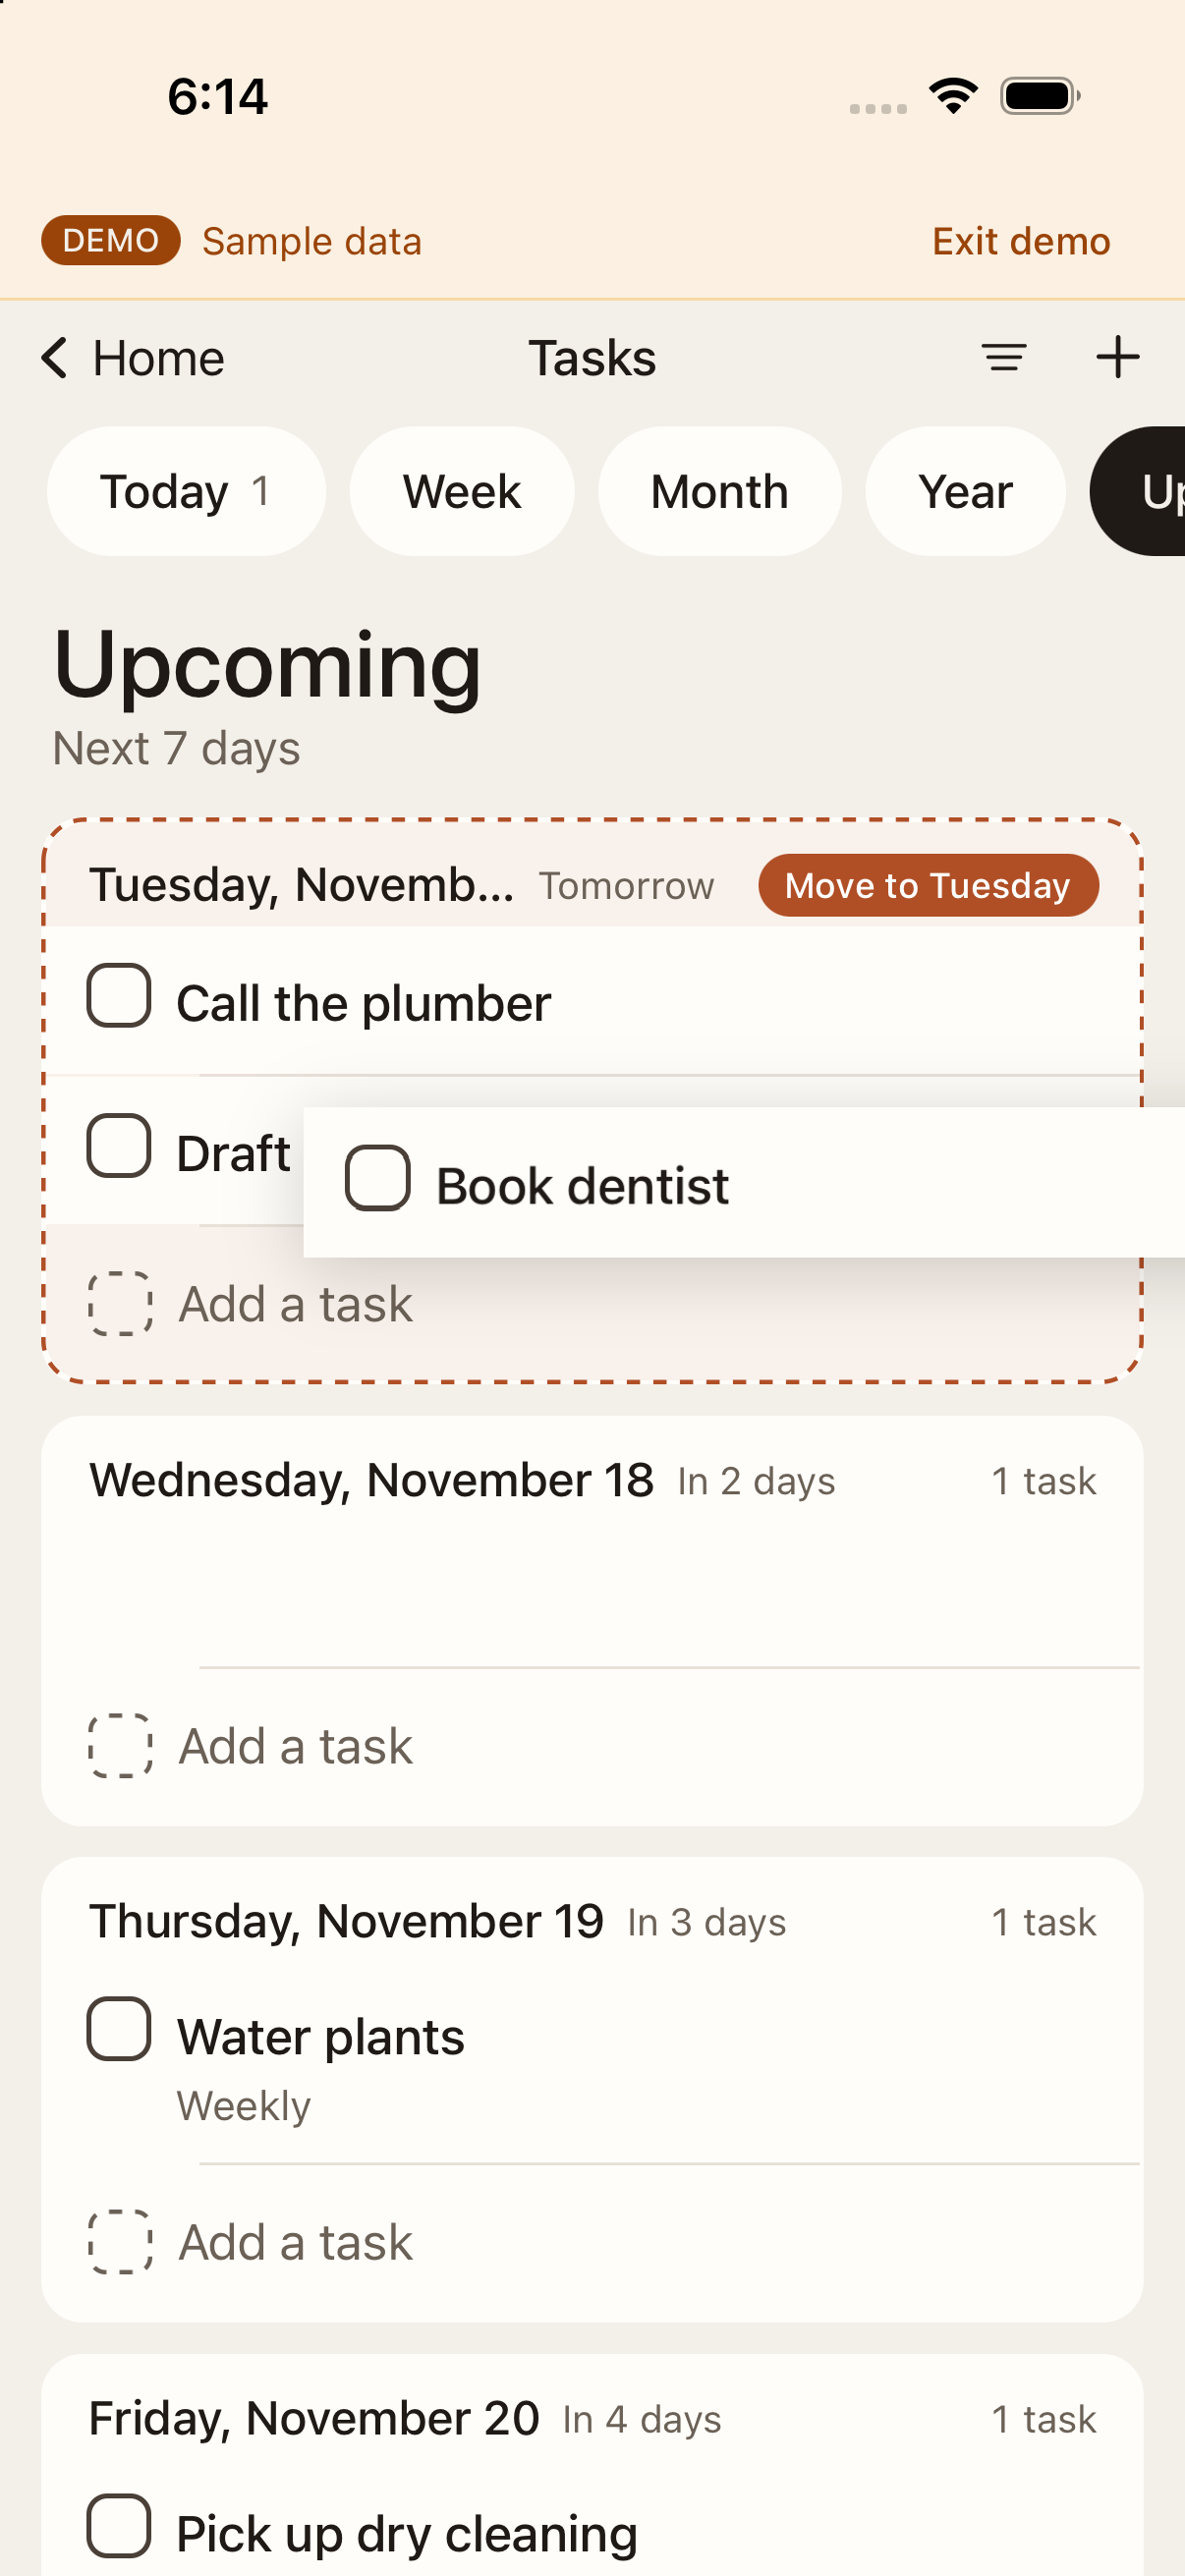 6:14
DEMO Sample data Exit demo
Home Tasks
Today 1 Week Month Year Up
Upcoming
Next 7 days
Tuesday, Novemb... Tomorrow Move to Tuesday
Call the plumber
Draft
Book dentist
Add a task
Wednesday, November 18 In 2 days 1 task
Add a task
Thursday, November 19 In 3 days 1 task
Water plants
Weekly
Add a task
Friday, November 20 In 4 days 1 task
Pick up dry cleaning